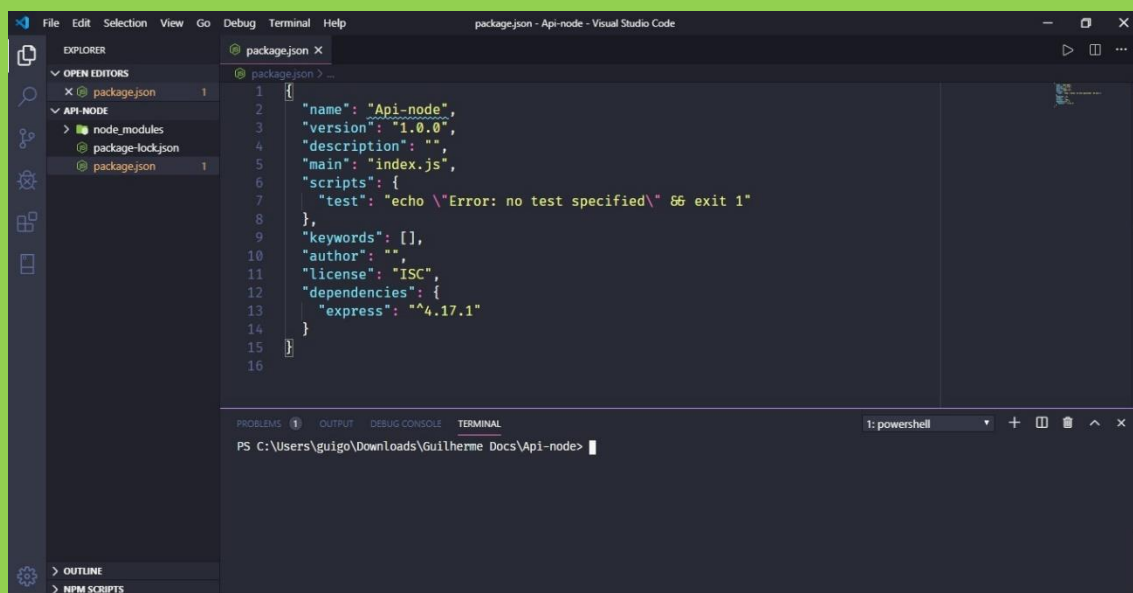 File Edit Selection View Go Debug Terminal Help package.json - Api-node - Visual Studio Code
EXPLORER
OPEN EDITORS
package.json 1
API-NODE
node_modules
package-lock.json
package.json 1
OUTLINE
NPM SCRIPTS
package.json
package.json > ...
1 {
2 "name": "Api-node",
3 "version": "1.0.0",
4 "description": "",
5 "main": "index.js",
6 "scripts": {
7 "test": "echo \"Error: no test specified\" && exit 1"
8 },
9 "keywords": [],
10 "author": "",
11 "license": "ISC",
12 "dependencies": {
13 "express": "^4.17.1"
14 }
15 }
16
PROBLEMS 1 OUTPUT DEBUG CONSOLE TERMINAL 1: powershell
PS C:\Users\guigo\Downloads\Guilherme Docs\Api-node>